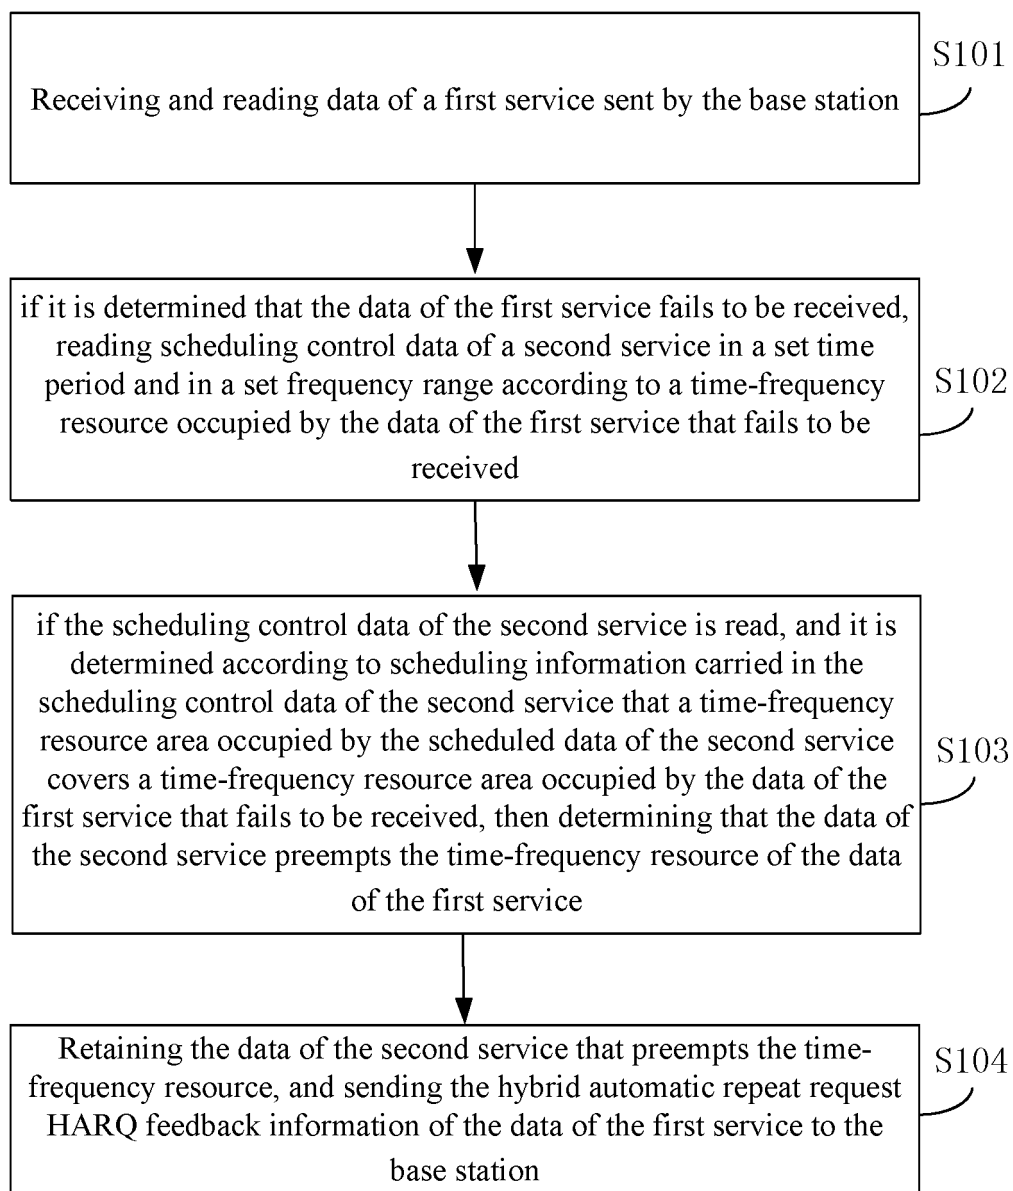 S101
Receiving and reading data of a first service sent by the base station
if it is determined that the data of the first service fails to be received,
reading scheduling control data of a second service in a set time
period and in a set frequency range according to a time-frequency
resource occupied by the data of the first service that fails to be
received
S102
if the scheduling control data of the second service is read, and it is
determined according to scheduling information carried in the
scheduling control data of the second service that a time-frequency
resource area occupied by the scheduled data of the second service
covers a time-frequency resource area occupied by the data of the
first service that fails to be received, then determining that the data of
the second service preempts the time-frequency resource of the data
of the first service
S103
Retaining the data of the second service that preempts the time-
frequency resource, and sending the hybrid automatic repeat request
HARQ feedback information of the data of the first service to the
base station
S104